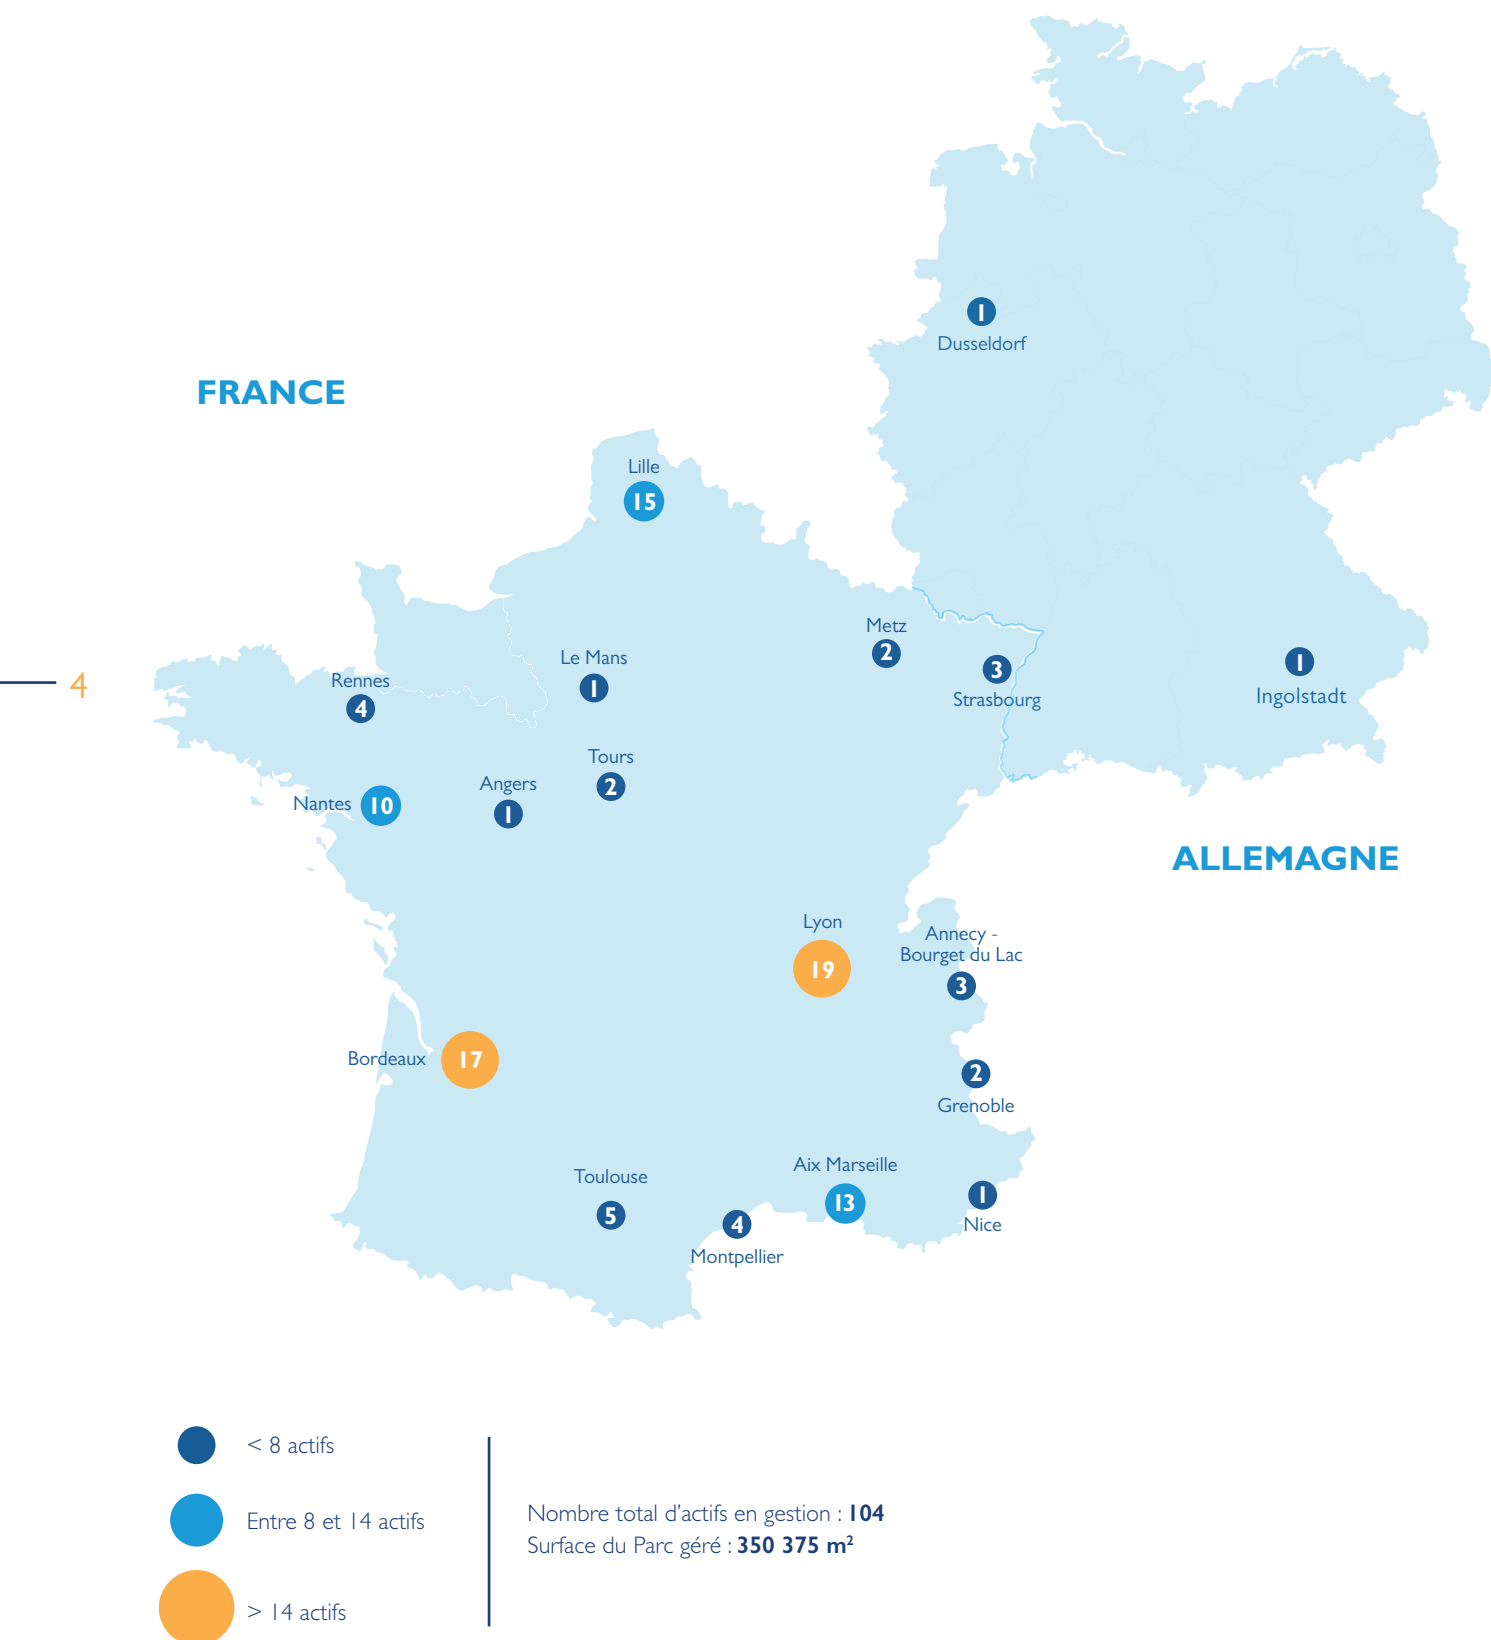 1
Dusseldorf
FRANCE
Lille
15
Metz
2
3
Strasbourg
1
Ingolstadt
Le Mans
1
4
Rennes
4
Tours
2
Angers
1
Nantes 10
ALLEMAGNE
Lyon
19
Annecy -
Bourget du Lac
3
Bordeaux 17
2
Grenoble
Aix Marseille
13
Toulouse
5
4
Montpellier
1
Nice
< 8 actifs
Entre 8 et 14 actifs
> 14 actifs
Nombre total d'actifs en gestion : 104
Surface du Parc géré : 350 375 m²